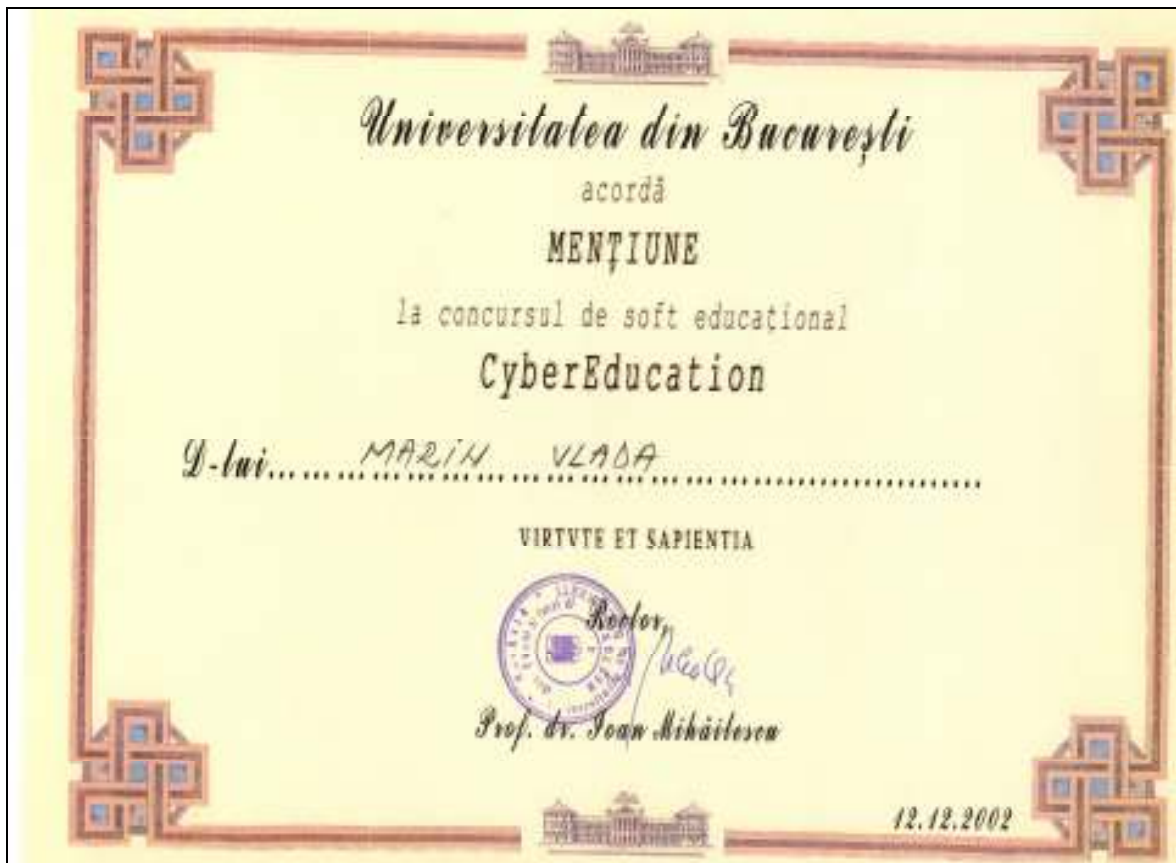 Universitatea din Bucureşti
acordă
MENŢIUNE
la concursul de soft educaţional
CyberEducation
D-lui.... MARIN VLADA ....
VIRTVTE ET SAPIENTIA
Rector,
Prof. dr. Ioan Mihăilescu
12.12.2002